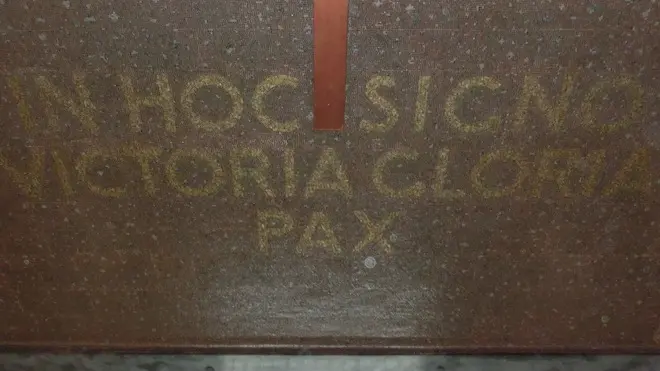 IN HOC SIGNO
VICTORIA GLORIA
PAX